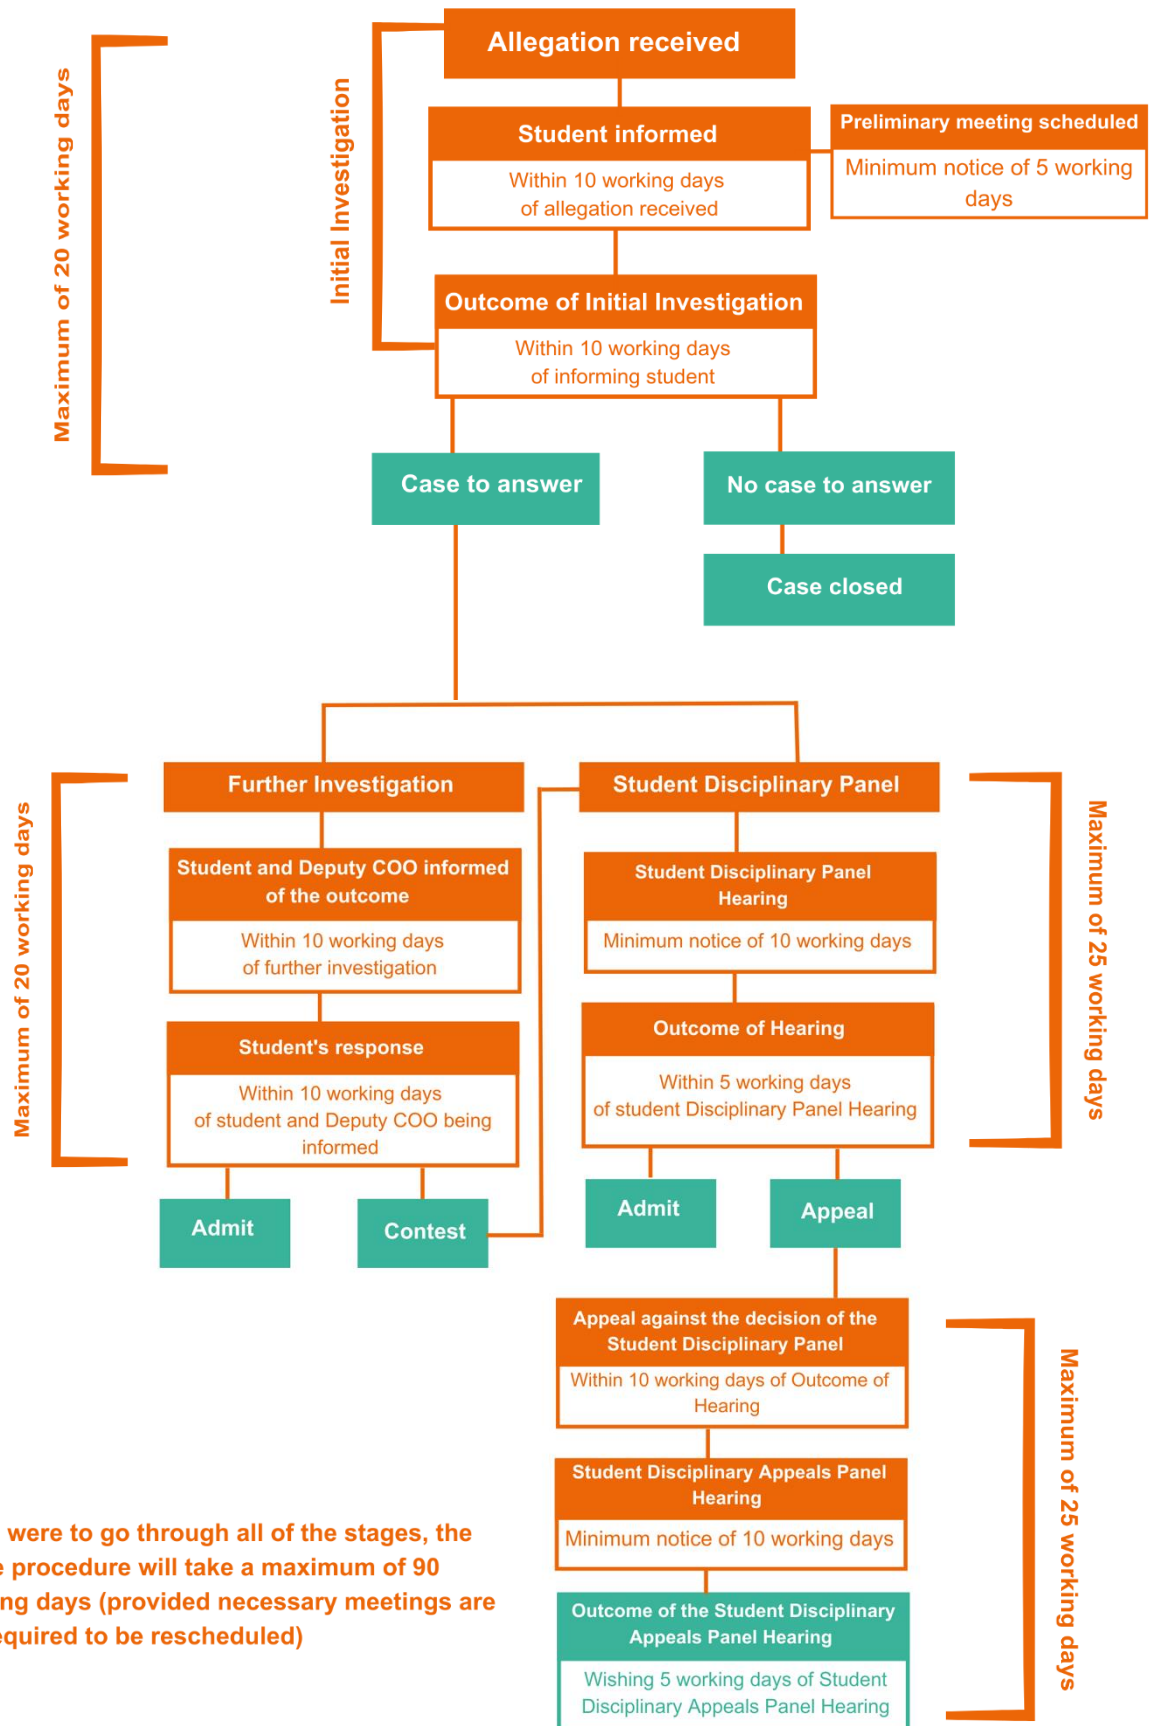 Maximum of 20 working days
Initial Investigation
Allegation received
Student informed
Within 10 working days
of allegation received
Preliminary meeting scheduled
Minimum notice of 5 working
days
Outcome of Initial Investigation
Within 10 working days
of informing student
Case to answer
No case to answer
Case closed
Maximum of 20 working days
Further Investigation
Student and Deputy COO informed
of the outcome
Within 10 working days
of further investigation
Student's response
Within 10 working days
of student and Deputy COO being
informed
Admit
Contest
Student Disciplinary Panel
Student Disciplinary Panel
Hearing
Minimum notice of 10 working days
Outcome of Hearing
Within 5 working days
of student Disciplinary Panel Hearing
Admit
Appeal
Maximum of 25 working days
Appeal against the decision of the
Student Disciplinary Panel
Within 10 working days of Outcome of
Hearing
Student Disciplinary Appeals Panel
Hearing
Minimum notice of 10 working days
Outcome of the Student Disciplinary
Appeals Panel Hearing
Wishing 5 working days of Student
Disciplinary Appeals Panel Hearing
Maximum of 25 working days
were to go through all of the stages, the
procedure will take a maximum of 90
days (provided necessary meetings are
to be rescheduled)